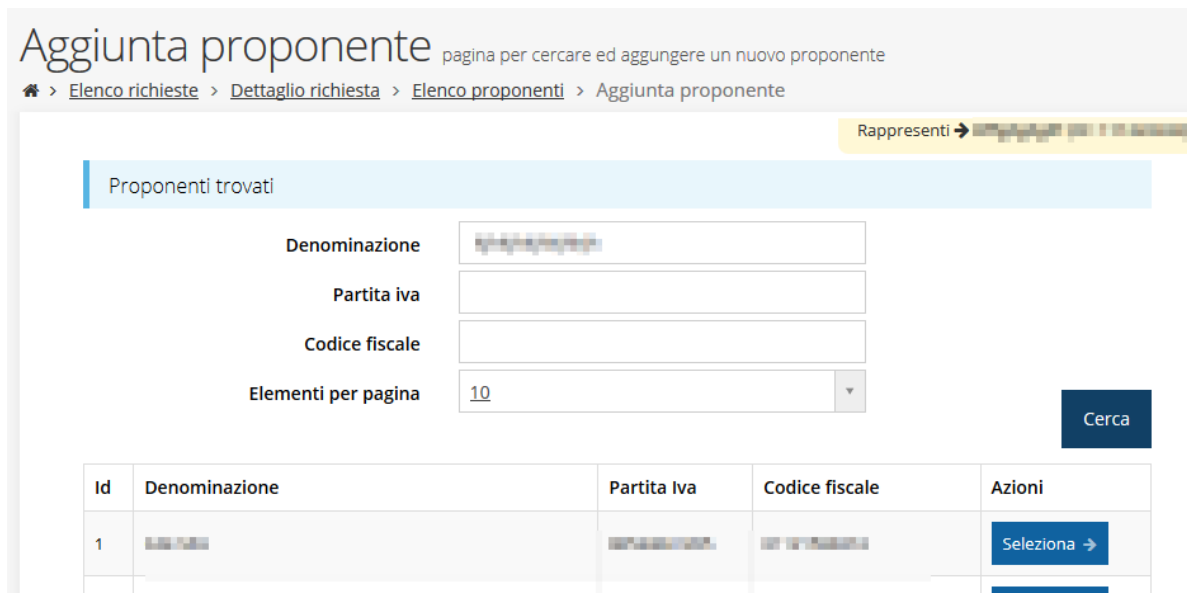 Aggiunta proponente pagina per cercare ed aggungere un nuovo proponente
> Elenco richieste > Dettaglio richiesta > Elenco proponenti > Aggiunta proponente
Rappresenti →
Proponenti trovati
Denominazione
Partita iva
Codice fiscale
Elementi per pagina 10
Cerca
Id Denominazione Partita Iva Codice fiscale Azioni
1 Seleziona →